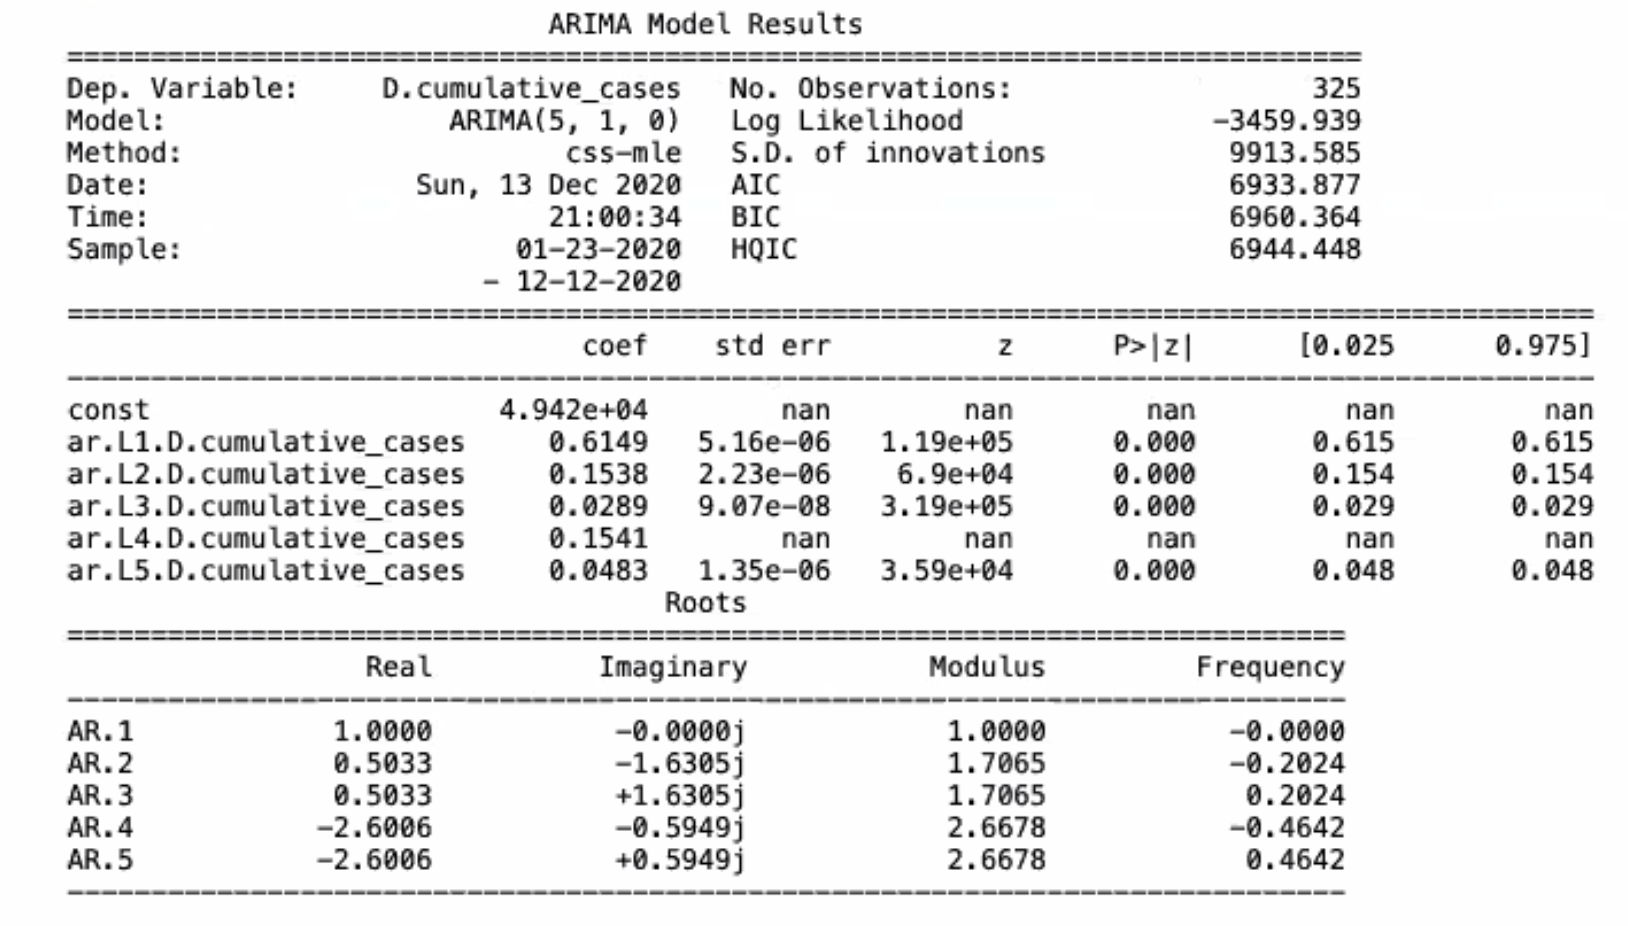 ARIMA Model Results
==============================================================================
Dep. Variable:     D.cumulative_cases   No. Observations:                  325
Model:                 ARIMA(5, 1, 0)   Log Likelihood               -3459.939
Method:                       css-mle   S.D. of innovations           9913.585
Date:                Sun, 13 Dec 2020   AIC                           6933.877
Time:                        21:00:34   BIC                           6960.364
Sample:                    01-23-2020   HQIC                          6944.448
- 12-12-2020
============================================================================================
coef    std err          z      P>|z|      [0.025      0.975]
--------------------------------------------------------------------------------------------
const                     4.942e+04        nan        nan        nan        nan        nan
ar.L1.D.cumulative_cases     0.6149   5.16e-06   1.19e+05      0.000      0.615      0.615
ar.L2.D.cumulative_cases     0.1538   2.23e-06    6.9e+04      0.000      0.154      0.154
ar.L3.D.cumulative_cases     0.0289   9.07e-08   3.19e+05      0.000      0.029      0.029
ar.L4.D.cumulative_cases     0.1541        nan        nan        nan        nan        nan
ar.L5.D.cumulative_cases     0.0483   1.35e-06   3.59e+04      0.000      0.048      0.048
Roots
=============================================================================
Real          Imaginary           Modulus         Frequency
-----------------------------------------------------------------------------
AR.1            1.0000           -0.0000j            1.0000           -0.0000
AR.2            0.5033           -1.6305j            1.7065           -0.2024
AR.3            0.5033           +1.6305j            1.7065            0.2024
AR.4           -2.6006           -0.5949j            2.6678           -0.4642
AR.5           -2.6006           +0.5949j            2.6678            0.4642
-----------------------------------------------------------------------------